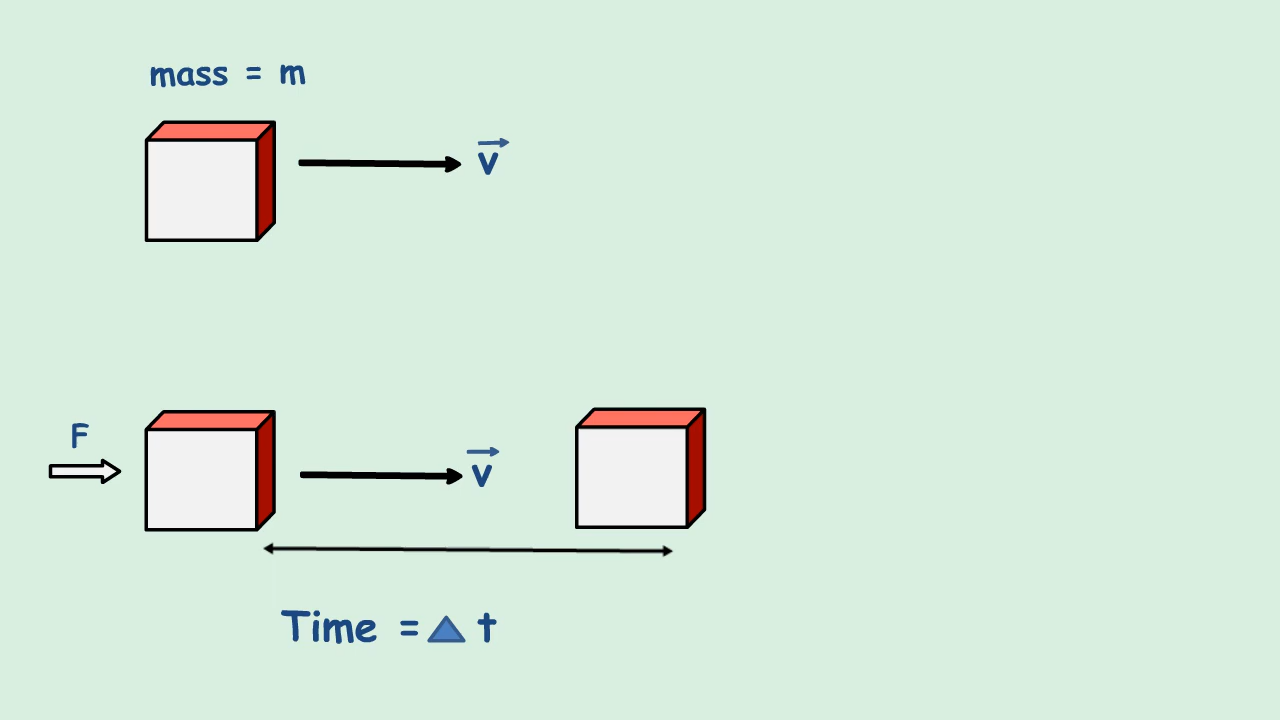 mass = m
v
F
v
Time = △ t